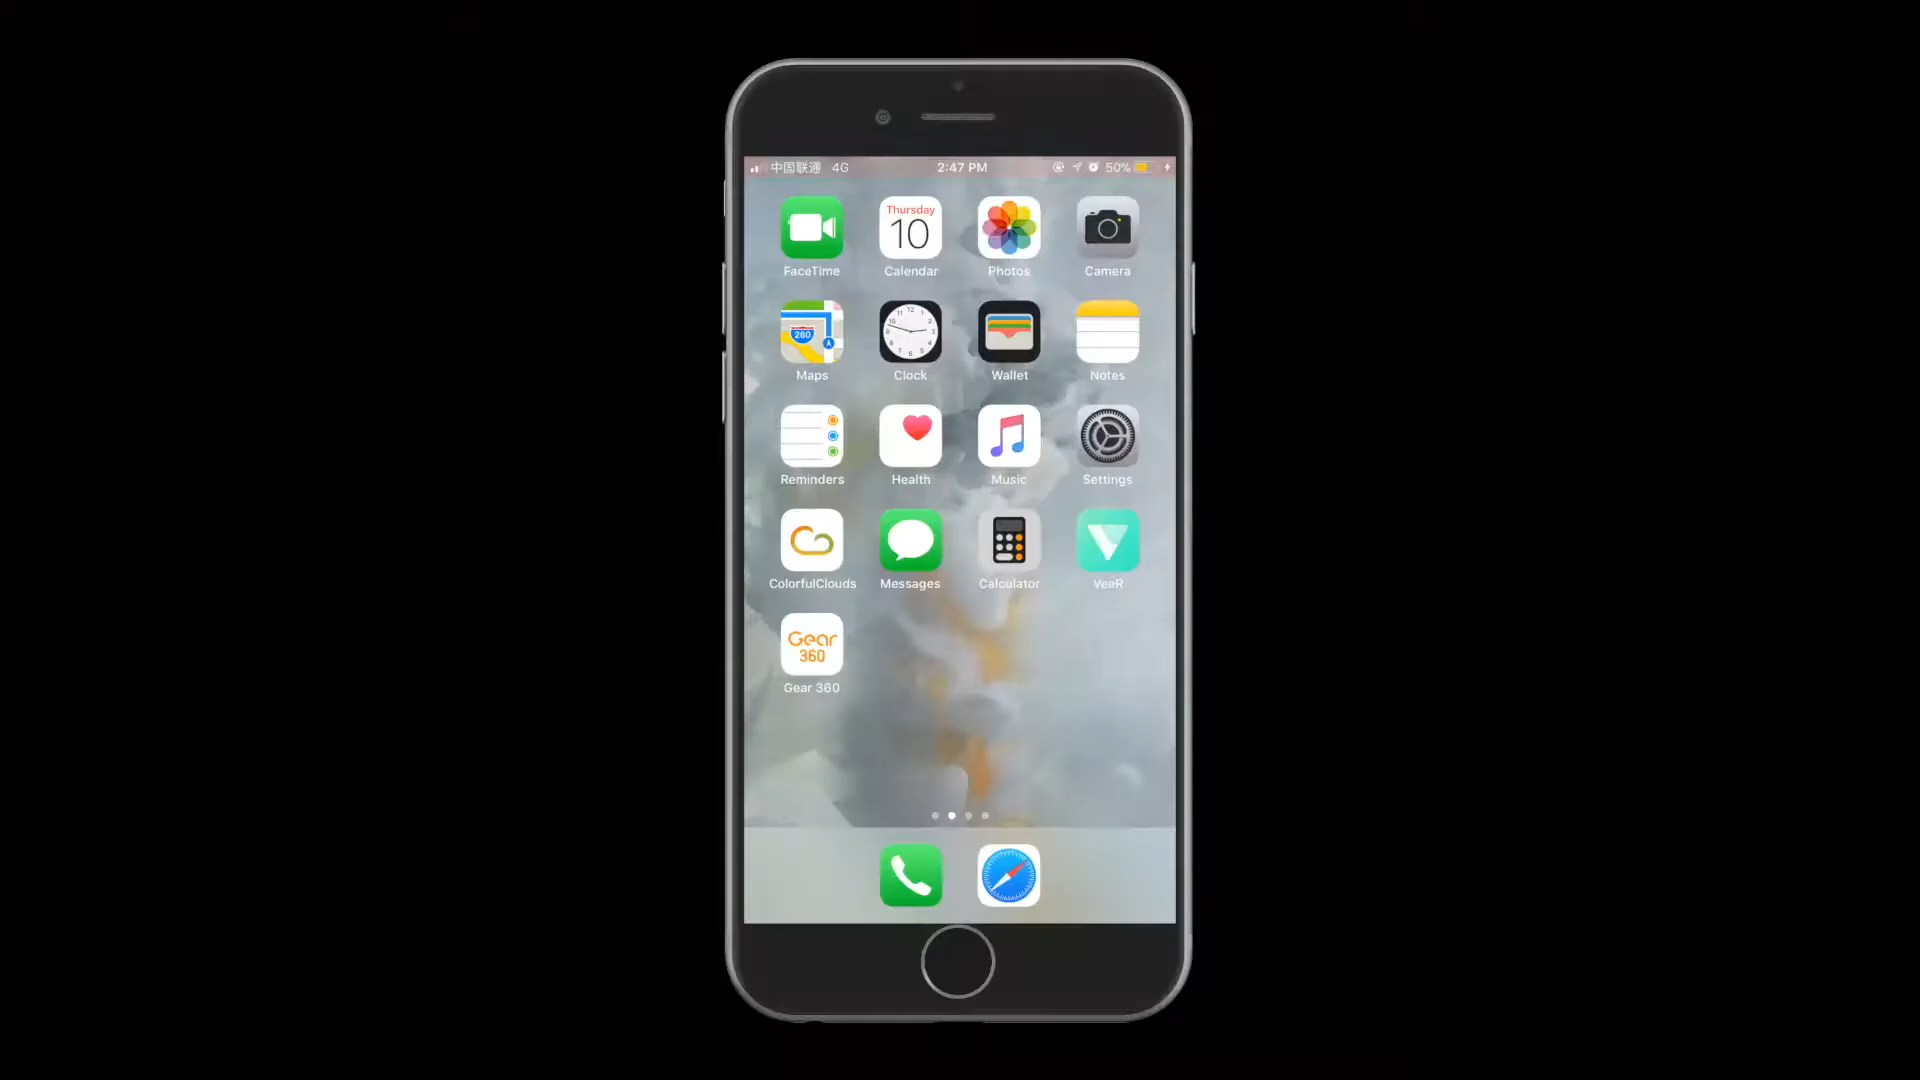 中国联通 4G 2:47 PM 50%
Thursday
10
FaceTime Calendar Photos Camera
280
Maps Clock Wallet Notes
Reminders Health Music Settings
ColorfulClouds Messages Calculator VeeR
Gear
360
Gear 360